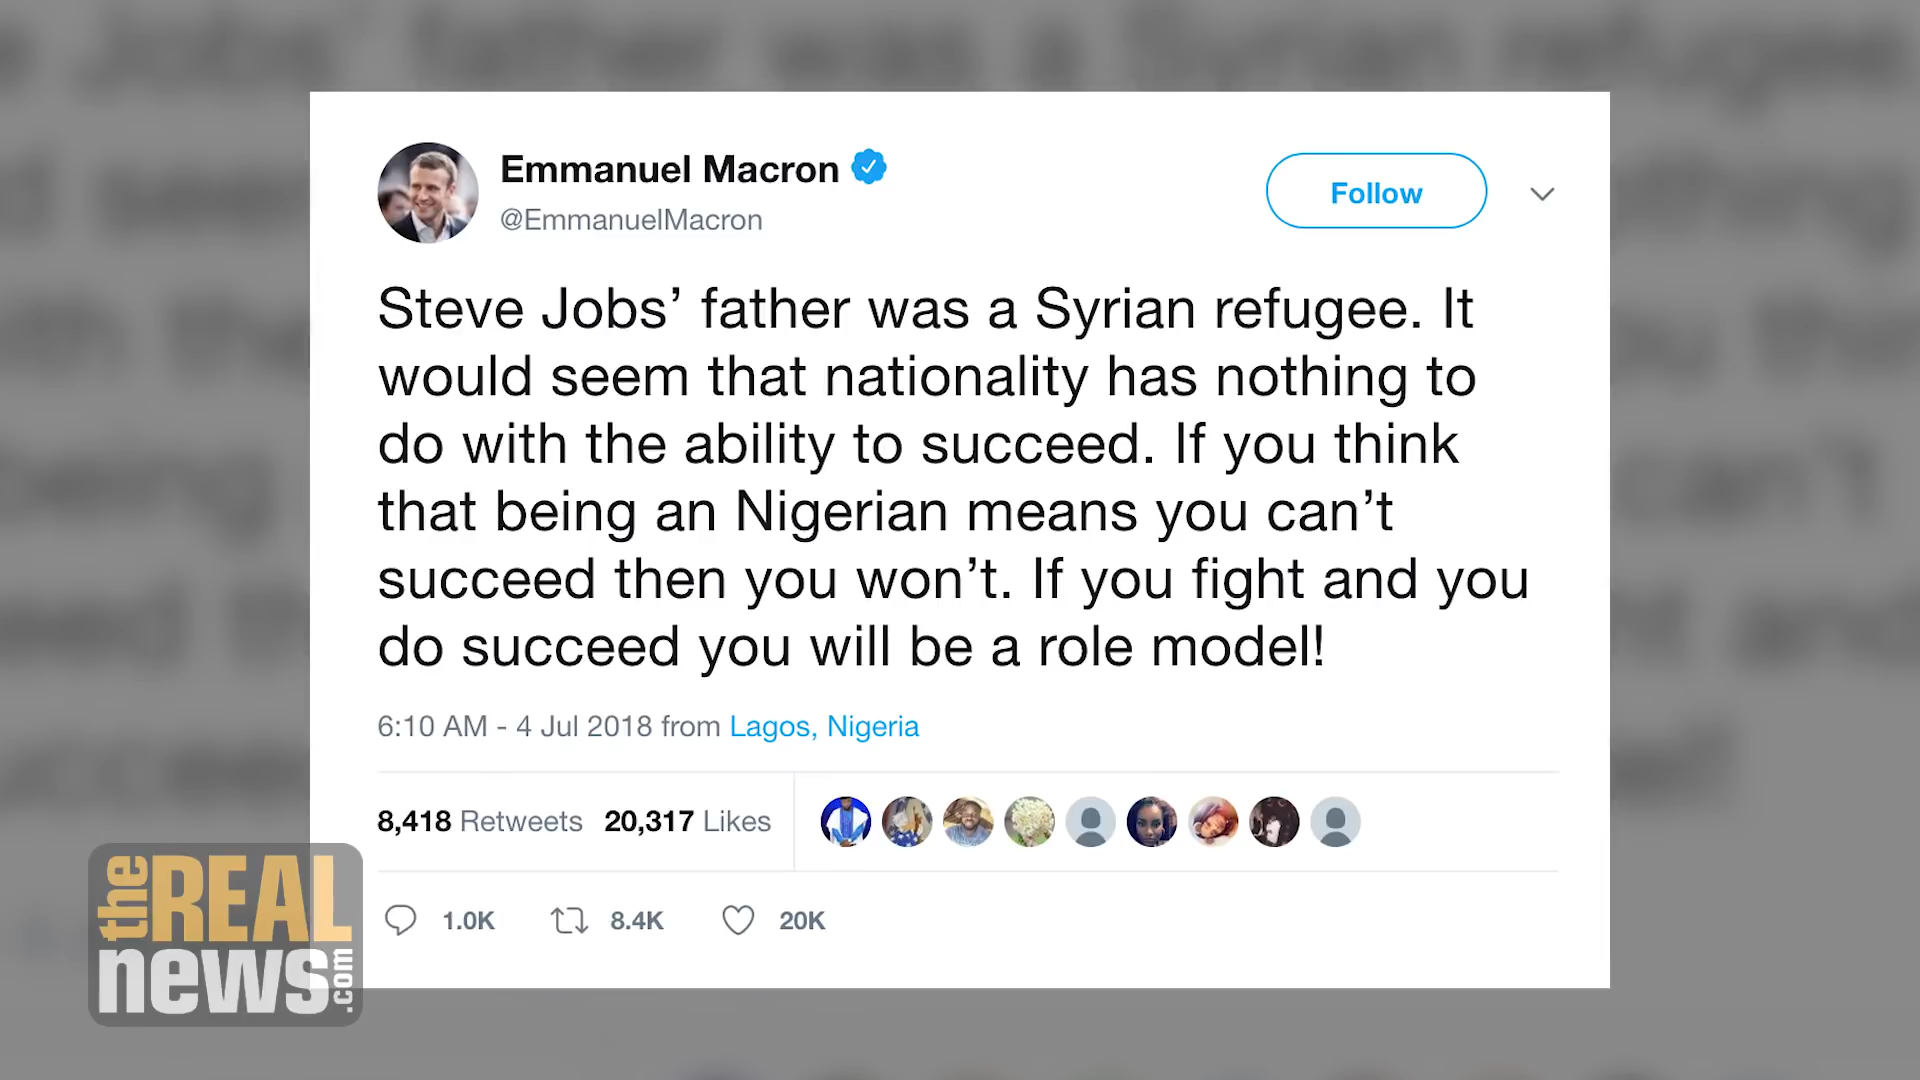 Emmanuel Macron
@EmmanuelMacron
Follow
Steve Jobs’ father was a Syrian refugee. It
would seem that nationality has nothing to
do with the ability to succeed. If you think
that being an Nigerian means you can’t
succeed then you won’t. If you fight and you
do succeed you will be a role model!
6:10 AM - 4 Jul 2018 from Lagos, Nigeria
8,418 Retweets 20,317 Likes
1.0K 8.4K 20K
the REAL
news.com